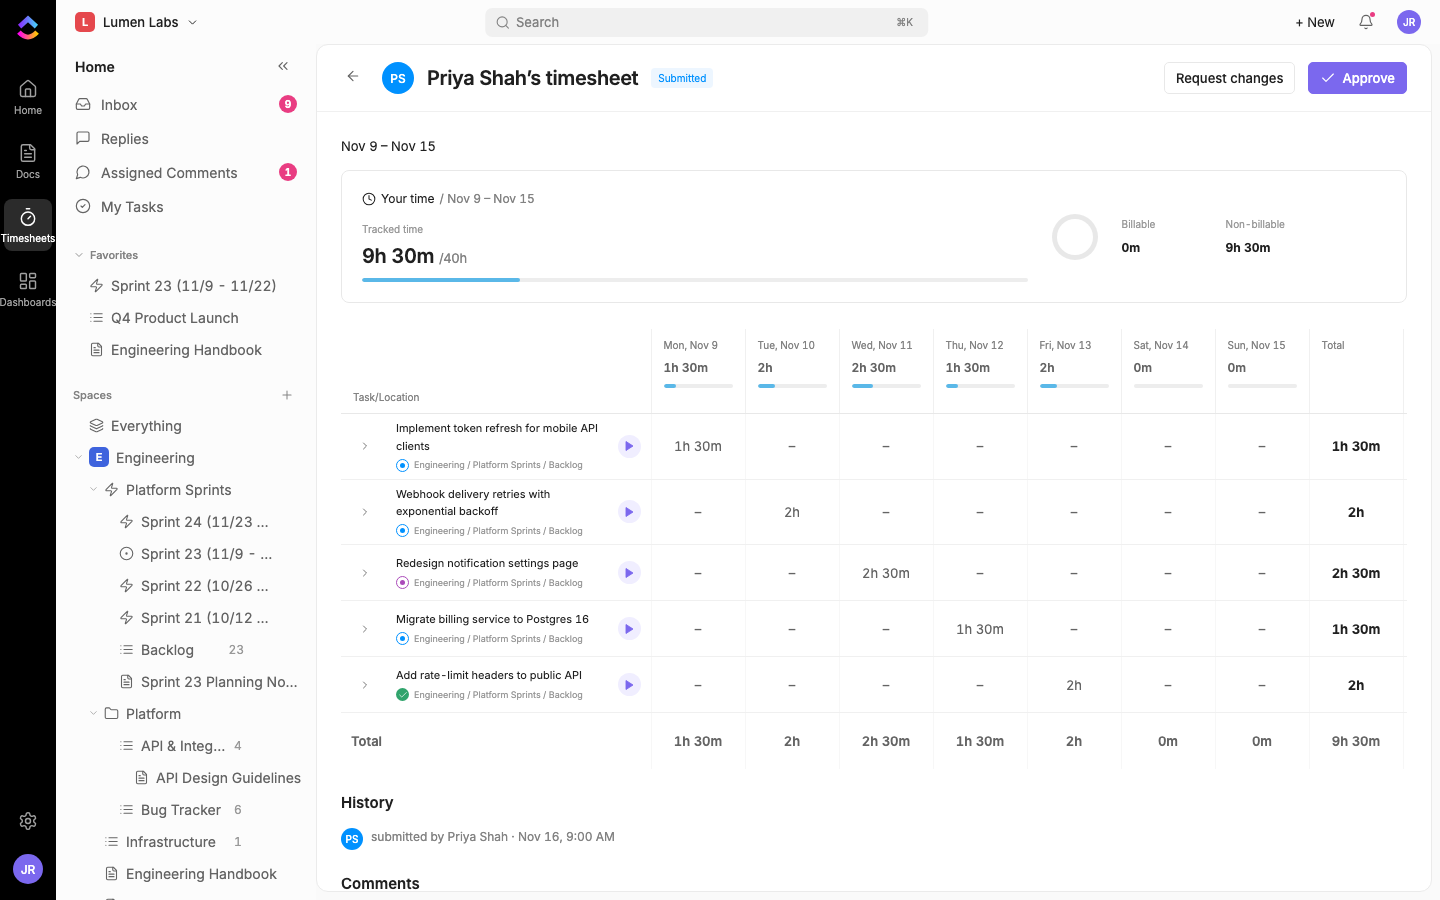 L Lumen Labs
Search ⌘K
+ New
JR
Home
Docs
Timesheets
Dashboards
JR
Home
Inbox 9
Replies
Assigned Comments 1
My Tasks
Favorites
Sprint 23 (11/9 - 11/22)
Q4 Product Launch
Engineering Handbook
Spaces
Everything
E Engineering
Platform Sprints
Sprint 24 (11/23 ...
Sprint 23 (11/9 - ...
Sprint 22 (10/26 ...
Sprint 21 (10/12 ...
Backlog 23
Sprint 23 Planning No...
Platform
API & Integ... 4
API Design Guidelines
Bug Tracker 6
Infrastructure 1
Engineering Handbook
PS Priya Shah’s timesheet Submitted
Request changes
Approve
Nov 9 – Nov 15
Your time / Nov 9 – Nov 15
Tracked time
9h 30m /40h
Billable
0m
Non-billable
9h 30m
Task/Location
Mon, Nov 9
1h 30m
Tue, Nov 10
2h
Wed, Nov 11
2h 30m
Thu, Nov 12
1h 30m
Fri, Nov 13
2h
Sat, Nov 14
0m
Sun, Nov 15
0m
Total
Implement token refresh for mobile API
clients
Engineering / Platform Sprints / Backlog
1h 30m – – – – – – 1h 30m
Webhook delivery retries with
exponential backoff
Engineering / Platform Sprints / Backlog
– 2h – – – – – 2h
Redesign notification settings page
Engineering / Platform Sprints / Backlog
– – 2h 30m – – – – 2h 30m
Migrate billing service to Postgres 16
Engineering / Platform Sprints / Backlog
– – – 1h 30m – – – 1h 30m
Add rate-limit headers to public API
Engineering / Platform Sprints / Backlog
– – – – 2h – – 2h
Total 1h 30m 2h 2h 30m 1h 30m 2h 0m 0m 9h 30m
History
PS submitted by Priya Shah · Nov 16, 9:00 AM
Comments